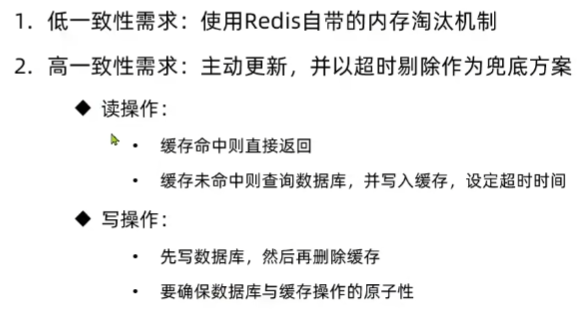 1. 低一致性需求：使用Redis自带的内存淘汰机制
2. 高一致性需求：主动更新，并以超时剔除作为兜底方案
◆ 读操作：
• 缓存命中则直接返回
• 缓存未命中则查询数据库，并写入缓存，设定超时时间
◆ 写操作：
• 先写数据库，然后再删除缓存
• 要确保数据库与缓存操作的原子性